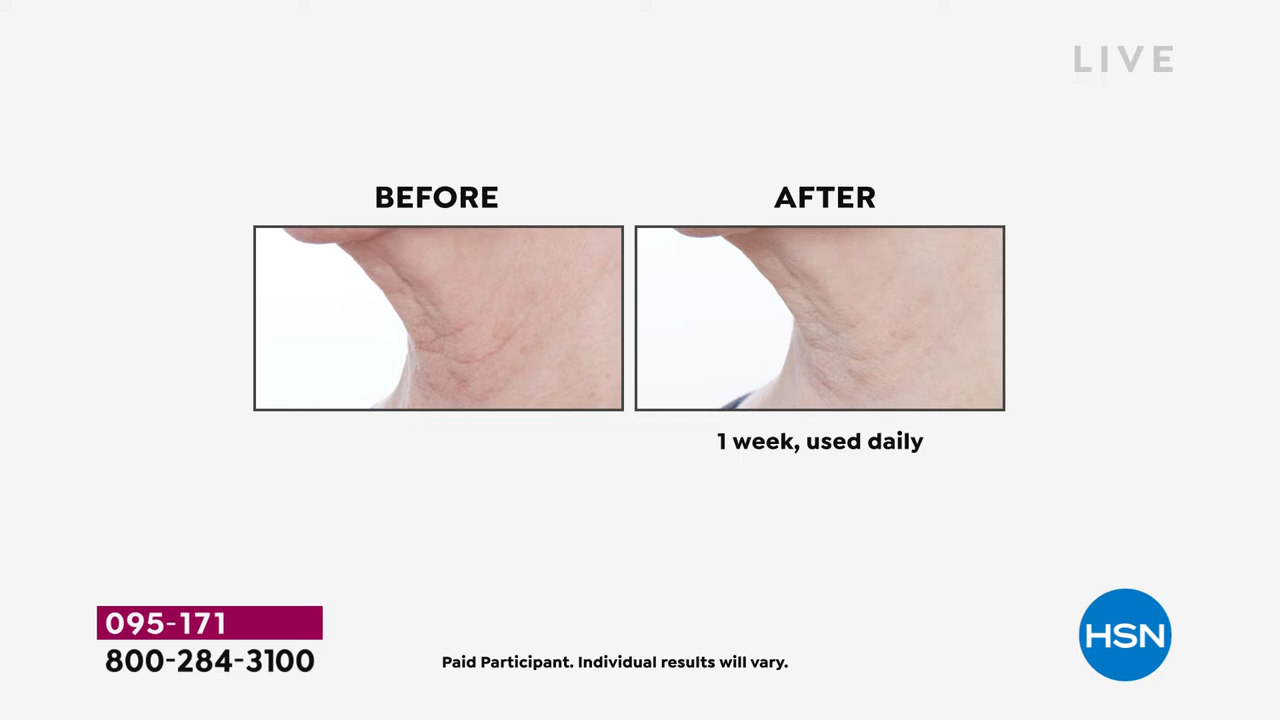 LIVE
BEFORE
AFTER
1 week, used daily
095-171
800-284-3100
Paid Participant. Individual results will vary.
HSN